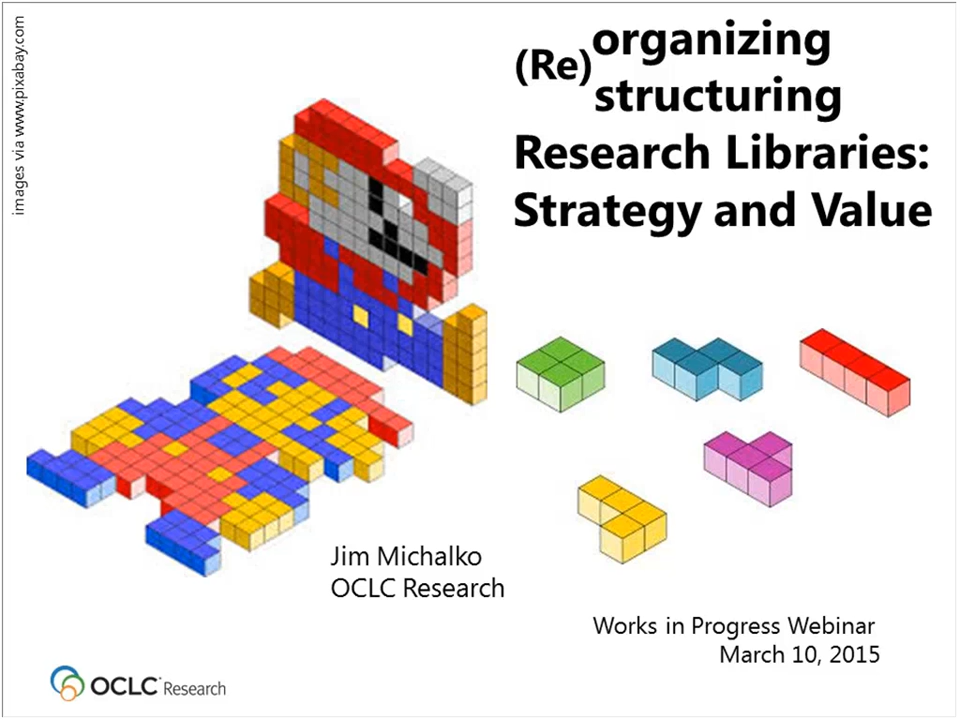 images via www.pixabay.com
(Re)organizing
structuring
Research Libraries:
Strategy and Value
Jim Michalko
OCLC Research
Works in Progress Webinar
March 10, 2015
OCLC Research